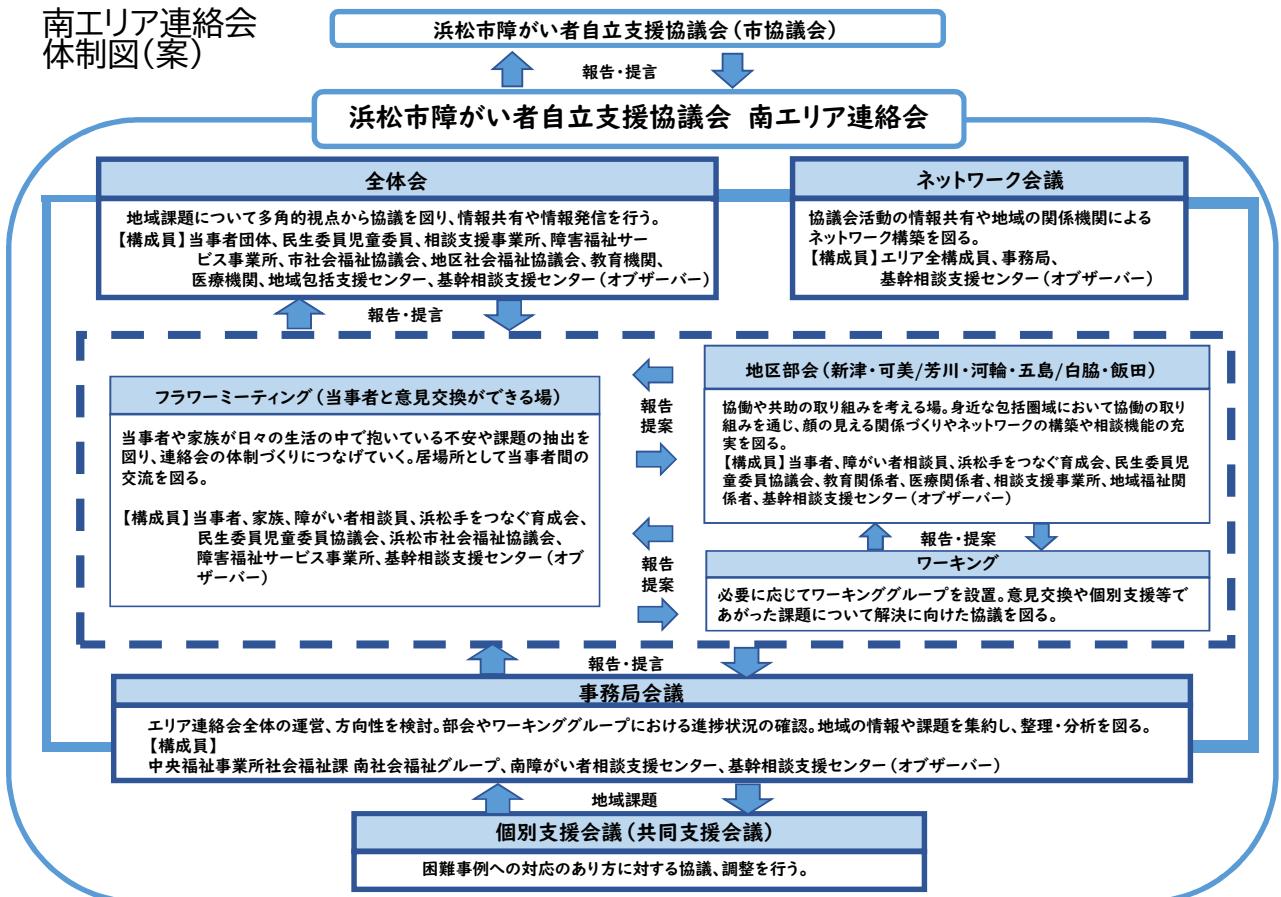 南エリア連絡会
体制図(案)
浜松市障がい者自立支援協議会(市協議会)
報告・提言
浜松市障がい者自立支援協議会 南エリア連絡会
全体会
地域課題について多角的視点から協議を図り、情報共有や情報発信を行う。
【構成員】当事者団体、民生委員児童委員、相談支援事業所、障害福祉サー
ビス事業所、市社会福祉協議会、地区社会福祉協議会、教育機関、
医療機関、地域包括支援センター、基幹相談支援センター(オブザーバー)
ネットワーク会議
協議会活動の情報共有や地域の関係機関による
ネットワーク構築を図る。
【構成員】エリア全構成員、事務局、
基幹相談支援センター(オブザーバー)
報告・提言
フラワーミーティング(当事者と意見交換ができる場)
当事者や家族が日々の生活の中で抱いている不安や課題の抽出を
図り、連絡会の体制づくりにつなげていく。居場所として当事者間の
交流を図る。
【構成員】当事者、家族、障がい者相談員、浜松手をつなぐ育成会、
民生委員児童委員協議会、浜松市社会福祉協議会、
障害福祉サービス事業所、基幹相談支援センター(オブ
ザーバー)
報告
提案
報告
提案
地区部会(新津・可美/芳川・河輪・五島/白脇・飯田)
協働や共助の取り組みを考える場。身近な包括圏域において協働の取り
組みを通じ、顔の見える関係づくりやネットワークの構築や相談機能の充
実を図る。
【構成員】当事者、障がい者相談員、浜松手をつなぐ育成会、民生委員児
童委員協議会、教育関係者、医療関係者、相談支援事業所、地域福祉関
係者、基幹相談支援センター(オブザーバー)
報告・提案
ワーキング
必要に応じてワーキンググループを設置。意見交換や個別支援等で
あがった課題について解決に向けた協議を図る。
報告・提言
事務局会議
エリア連絡会全体の運営、方向性を検討。部会やワーキンググループにおける進捗状況の確認。地域の情報や課題を集約し、整理・分析を図る。
【構成員】
中央福祉事業所社会福祉課 南社会福祉グループ、南障がい者相談支援センター、基幹相談支援センター(オブザーバー)
地域課題
個別支援会議(共同支援会議)
困難事例への対応のあり方に対する協議、調整を行う。